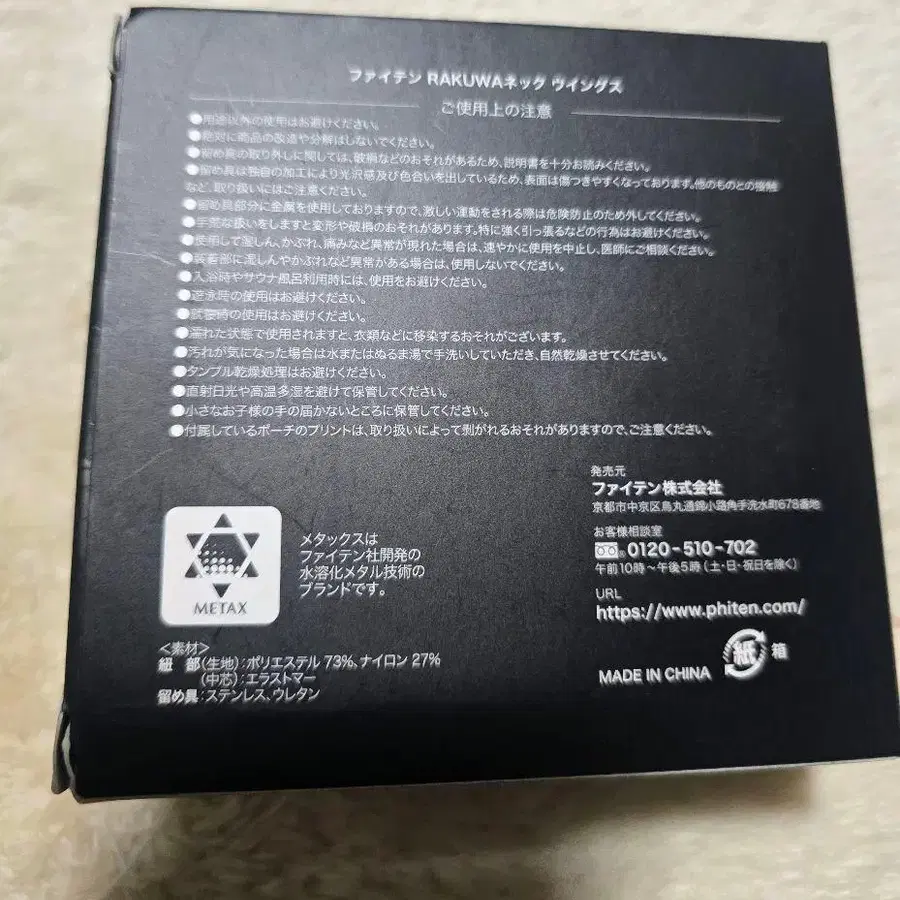 ファイテン RAKUWAネック ウイングス
ご使用上の注意
●用途以外の使用はお避けください。
●絶対に商品の改造や分解はしないでください。
●留め具の取り外しに関しては、破損などのおそれがあるため、説明書を十分お読みください。
●留め具は独自の加工により光沢感及び色合いを出しているため、表面は傷つきやすくなっております。他のものとの接触
など、取り扱いにはご注意ください。
●留め具部分に金属を使用しておりますので、激しい運動をされる際は危険防止のため外してください。
●手荒な扱いをしますと変形や破損のおそれがあります。特に強く引っ張るなどの行為はお避けください。
●使用して湿しん、かぶれ、痛みなど異常が現れた場合は、速やかに使用を中止し、医師にご相談ください。
●装着部に湿しんやかぶれなど異常がある場合は、使用しないでください。
●入浴時やサウナ風呂利用時には、使用をお避けください。
●遊泳時の使用はお避けください。
●就寝時の使用はお避けください。
●濡れた状態で使用されますと、衣類などに移染するおそれがございます。
●汚れが気になった場合は水またはぬるま湯で手洗いしていただき、自然乾燥させてください。
●タンブル乾燥処理はお避けください。
●直射日光や高温多湿を避けて保管してください。
●小さなお子様の手の届かないところに保管してください。
●付属しているポーチのプリントは、取り扱いによって剥がれるおそれがありますので、ご注意ください。
発売元
ファイテン株式会社
京都市中京区烏丸通錦小路角手洗水町678番地
お客様相談室
0120-510-702
午前10時～午後5時（土・日・祝日を除く）
URL
https://www.phiten.com/
METAX
メタックスは
ファイテン社開発の
水溶化メタル技術の
ブランドです。
＜素材＞
紐　部（生地）：ポリエステル 73%、ナイロン 27%
（中芯）：エラストマー
留め具：ステンレス、ウレタン
MADE IN CHINA
紙 箱